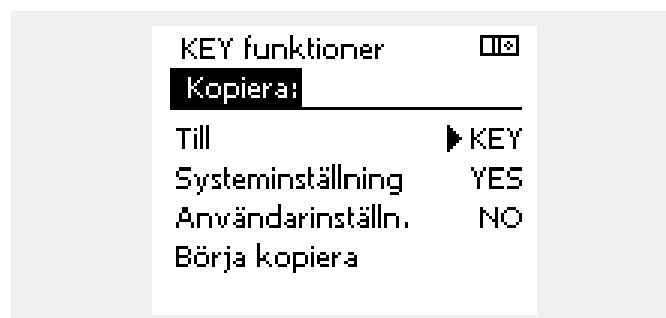 KEY funktioner
Kopiera:
Till KEY
Systeminställning YES
Användarinställn. NO
Börja kopiera